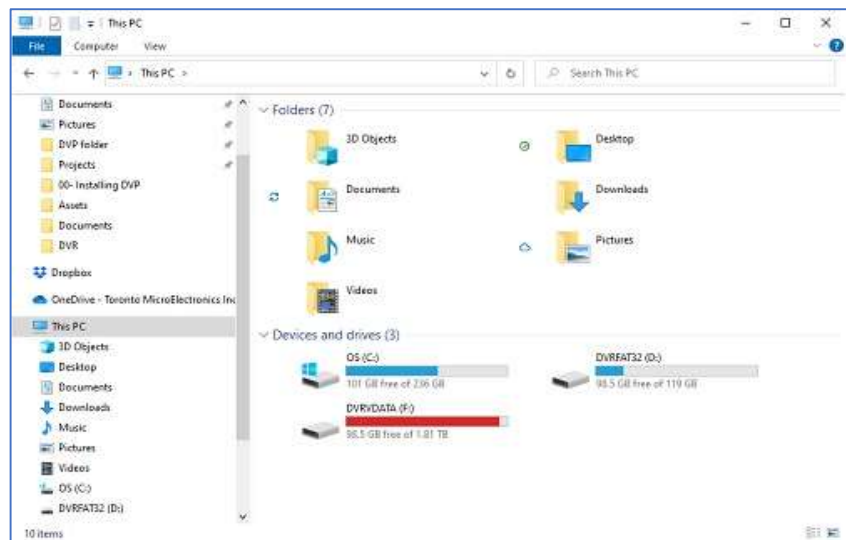 This PC
File Computer View
This PC
Search This PC
Documents
Pictures
DVP folder
Projects
00- Installing DVP
Assets
Documents
DVR
Dropbox
OneDrive - Toronto MicroElectronics Inc
This PC
3D Objects
Desktop
Documents
Downloads
Music
Pictures
Videos
OS (C:)
DVRFAT32 (D:)
Folders (7)
3D Objects
Desktop
Documents
Downloads
Music
Pictures
Videos
Devices and drives (3)
OS (C:)
101 GB free of 236 GB
DVRFAT32 (D:)
98.5 GB free of 119 GB
DVRVDATA (F:)
96.5 GB free of 1.81 TB
10 items